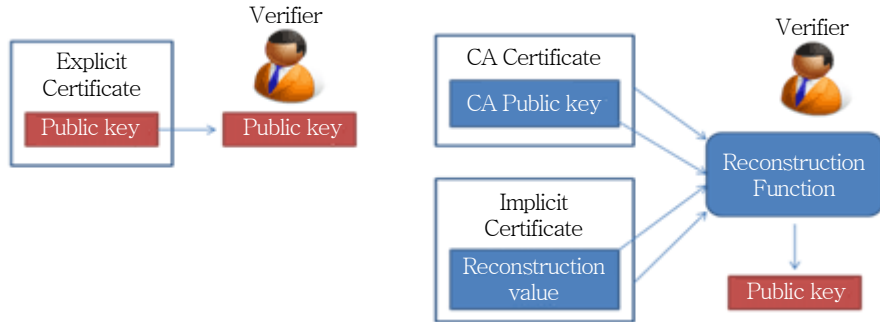 Verifier
Explicit
Certificate
Public key
Public key
Verifier
CA Certificate
CA Public key
Implicit
Certificate
Reconstruction
value
Reconstruction
Function
Public key